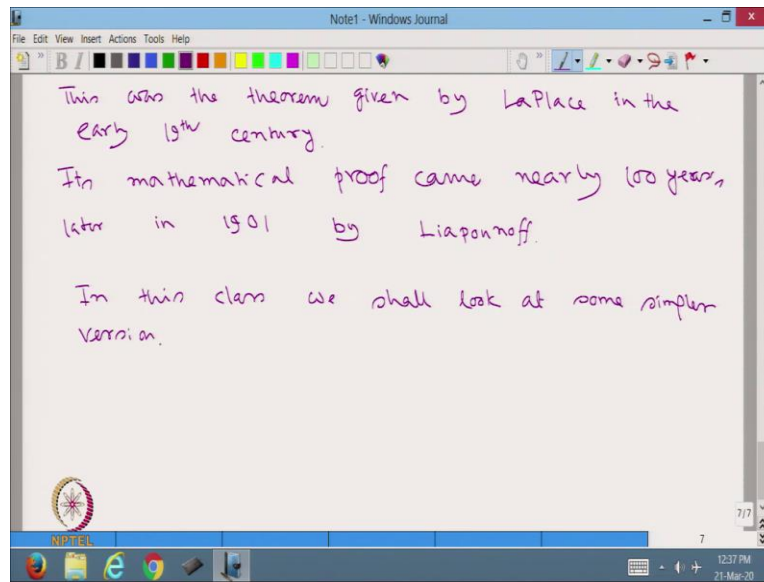 Note1 - Windows Journal
File Edit View Insert Actions Tools Help
This was the theorem given by LaPlace in the
early 19th century.
Its mathematical proof came nearly 100 years,
later in 1901 by Liapounoff.
In this class we shall look at some simpler
version.
NPTEL
7/7
7
12:37 PM
21-Mar-20